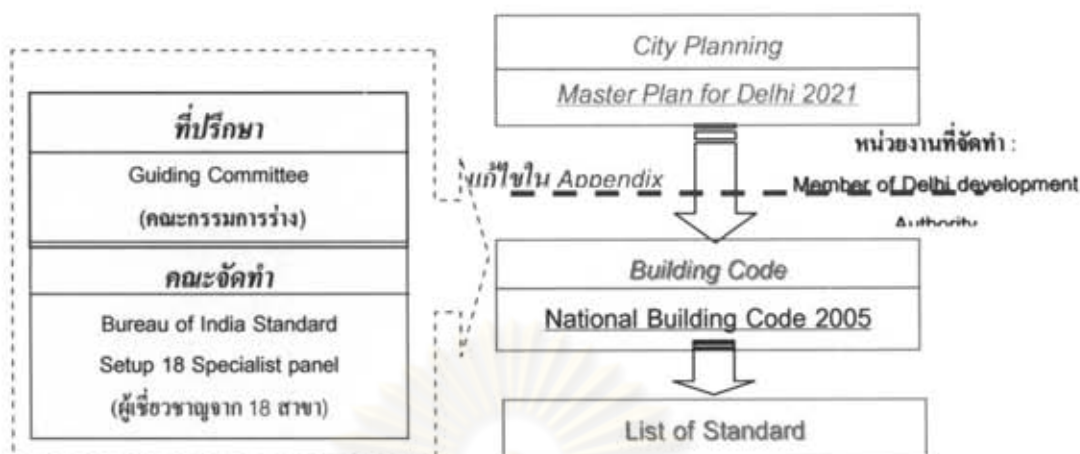 ที่ปรึกษา
Guiding Committee
(คณะกรรมการร่าง)
คณะจัดทำ
Bureau of India Standard
Setup 18 Specialist panel
(ผู้เชี่ยวชาญจาก 18 สาขา)
City Planning
Master Plan for Delhi 2021
หน่วยงานที่จัดทำ :
Member of Delhi development
Authority
แก้ไขใน Appendix
Building Code
National Building Code 2005
List of Standard